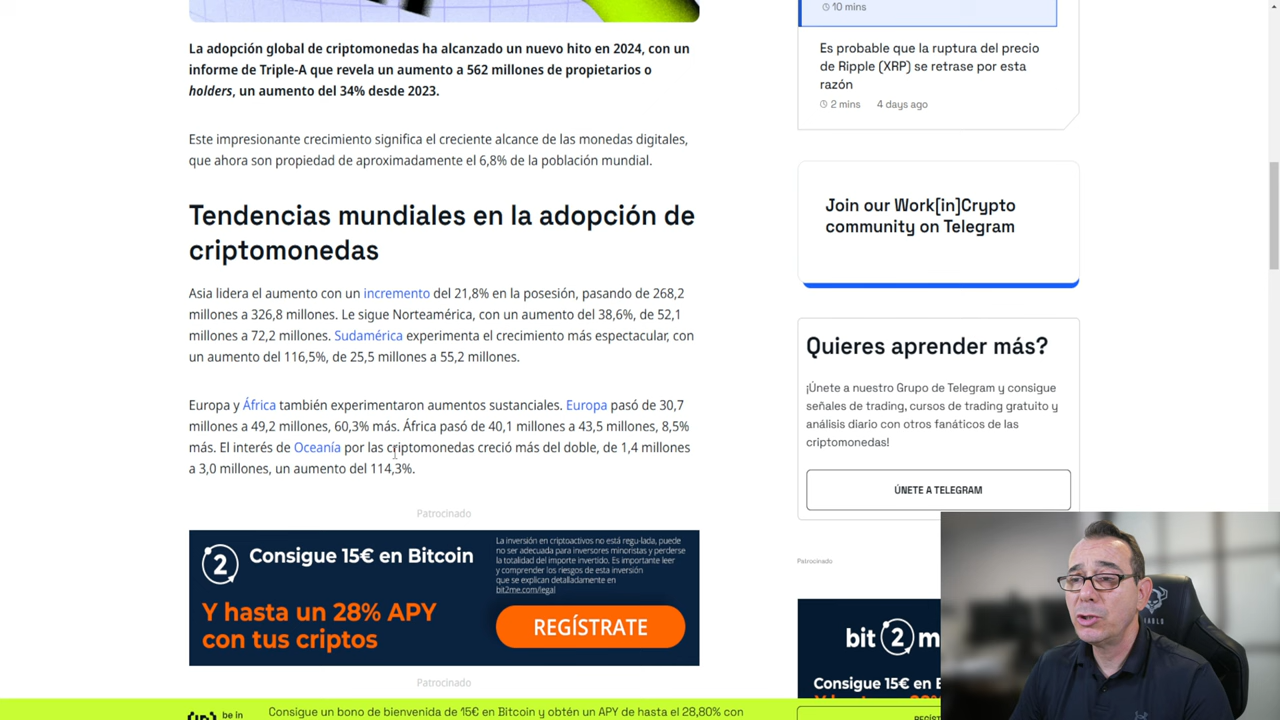 La adopción global de criptomonedas ha alcanzado un nuevo hito en 2024, con un
informe de Triple-A que revela un aumento a 562 millones de propietarios o
holders, un aumento del 34% desde 2023.
Este impresionante crecimiento significa el creciente alcance de las monedas digitales,
que ahora son propiedad de aproximadamente el 6,8% de la población mundial.
Tendencias mundiales en la adopción de
criptomonedas
Asia lidera el aumento con un incremento del 21,8% en la posesión, pasando de 268,2
millones a 326,8 millones. Le sigue Norteamérica, con un aumento del 38,6%, de 52,1
millones a 72,2 millones. Sudamérica experimenta el crecimiento más espectacular, con
un aumento del 116,5%, de 25,5 millones a 55,2 millones.
Europa y África también experimentaron aumentos sustanciales. Europa pasó de 30,7
millones a 49,2 millones, 60,3% más. África pasó de 40,1 millones a 43,5 millones, 8,5%
más. El interés de Oceanía por las criptomonedas creció más del doble, de 1,4 millones
a 3,0 millones, un aumento del 114,3%.
Patrocinado
2
Consigue 15€ en Bitcoin
Y hasta un 28% APY
con tus criptos
La inversión en criptoactivos no está regu-lada, puede
no ser adecuada para inversores minoristas y perderse
la totalidad del importe invertido. Es importante leer
y comprender los riesgos de esta inversión
que se explican detalladamente en
bit2me.com/legal
REGÍSTRATE
Patrocinado
10 mins
Es probable que la ruptura del precio
de Ripple (XRP) se retrase por esta
razón
2 mins 4 days ago
Join our Work[in]Crypto
community on Telegram
Quieres aprender más?
¡Únete a nuestro Grupo de Telegram y consigue
señales de trading, cursos de trading gratuito y
análisis diario con otros fanáticos de las
criptomonedas!
ÚNETE A TELEGRAM
Patrocinado
bit2m
Consigue 15€
be in
Consigue un bono de bienvenida de 15€ en Bitcoin y obtén un APY de hasta el 28,80% con